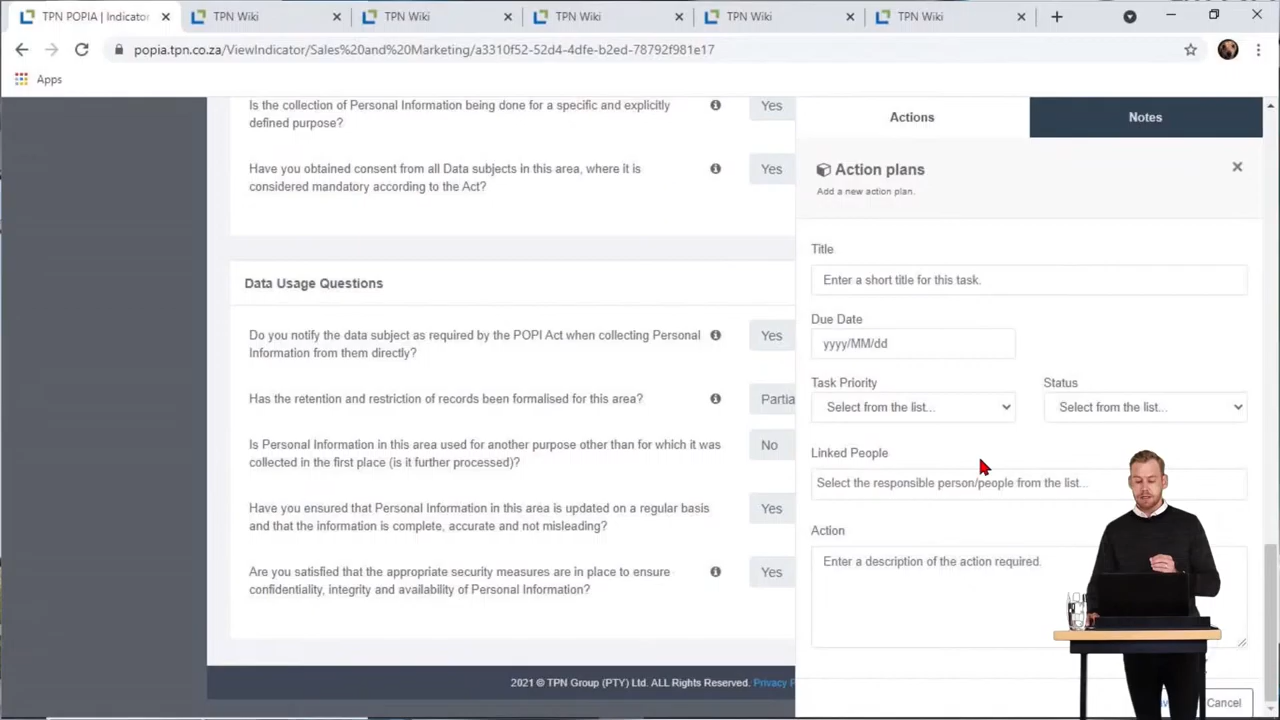 TPN POPIA | Indicator
TPN Wiki
TPN Wiki
TPN Wiki
TPN Wiki
TPN Wiki
popia.tpn.co.za/ViewIndicator/Sales%20and%20Marketing/a3310f52-52d4-4dfe-b2ed-78792f981e17
Apps
Is the collection of Personal Information being done for a specific and explicitly
defined purpose?
Yes
Have you obtained consent from all Data subjects in this area, where it is
considered mandatory according to the Act?
Yes
Data Usage Questions
Do you notify the data subject as required by the POPI Act when collecting Personal
Information from them directly?
Yes
Has the retention and restriction of records been formalised for this area?
Partia
Is Personal Information in this area used for another purpose other than for which it was
collected in the first place (is it further processed)?
No
Have you ensured that Personal Information in this area is updated on a regular basis
and that the information is complete, accurate and not misleading?
Yes
Are you satisfied that the appropriate security measures are in place to ensure
confidentiality, integrity and availability of Personal Information?
Yes
2021 © TPN Group (PTY) Ltd. ALL Rights Reserved. Privacy P
Actions
Notes
Action plans
Add a new action plan.
Title
Enter a short title for this task.
Due Date
yyyy/MM/dd
Task Priority
Status
Select from the list...
Select from the list...
Linked People
Select the responsible person/people from the list...
Action
Enter a description of the action required.
Cancel